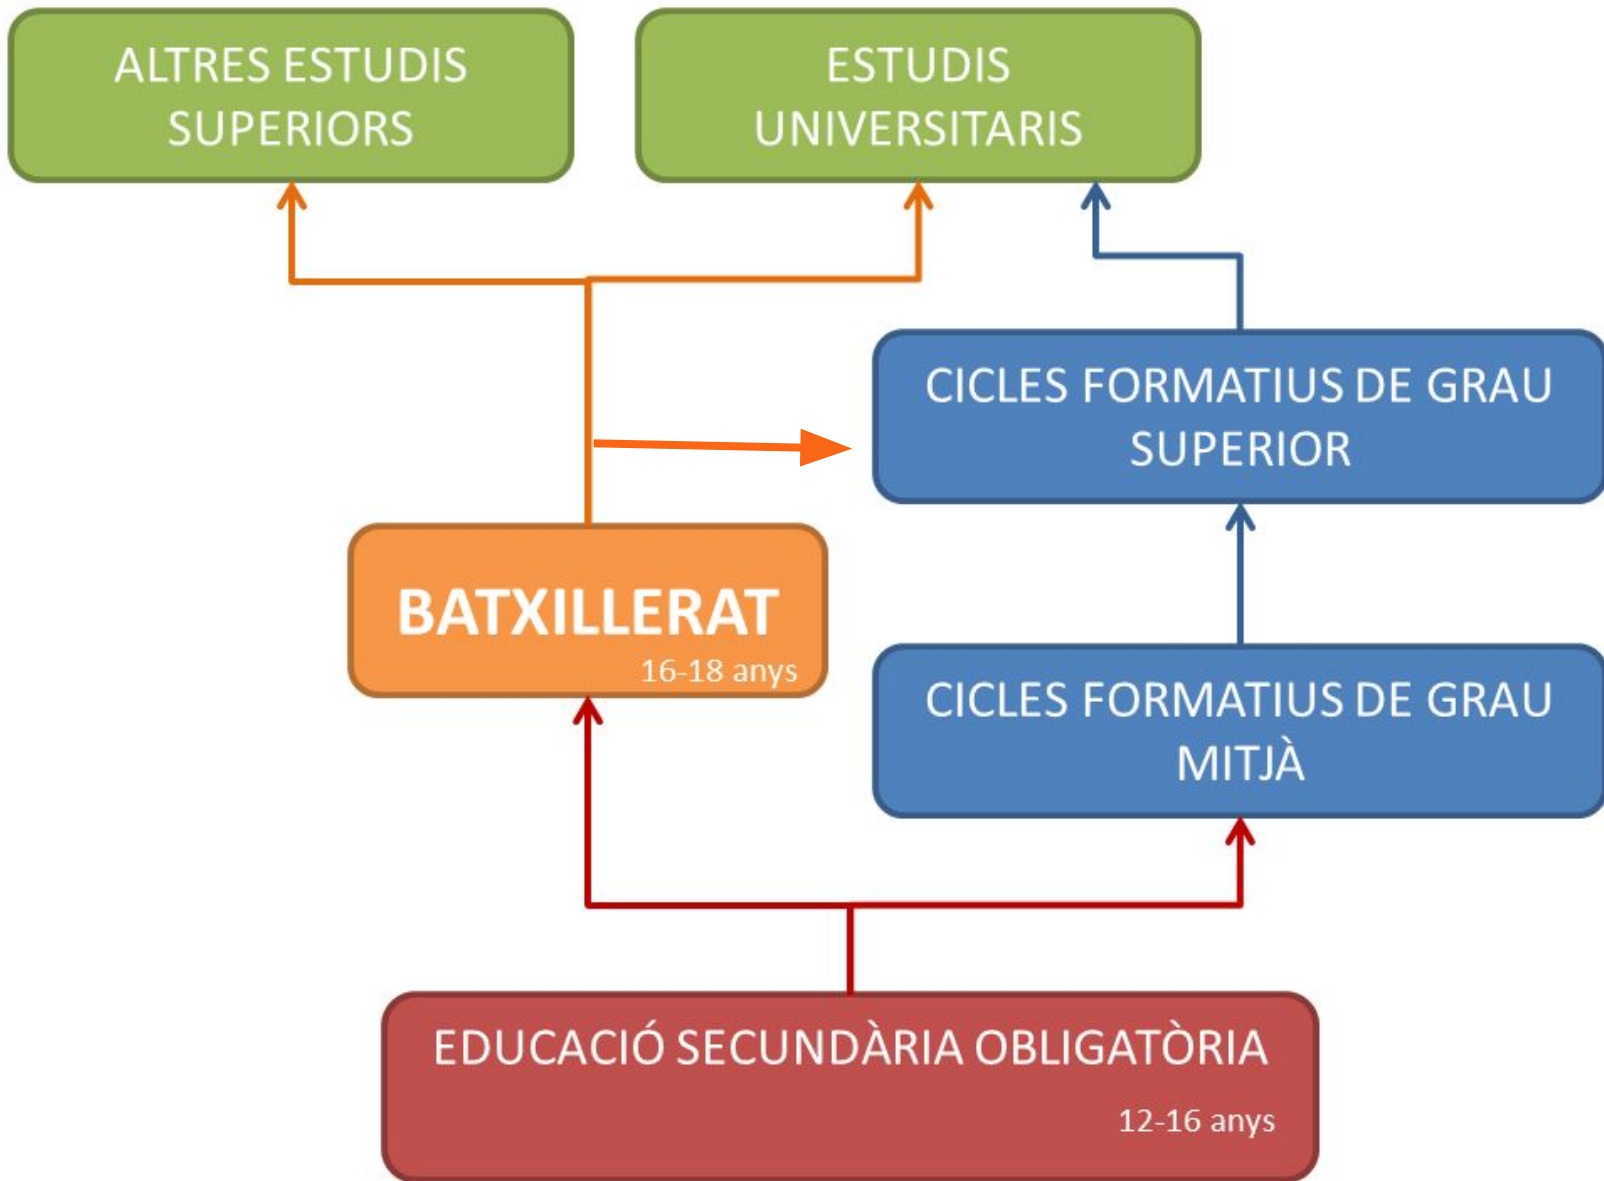 ALTRES ESTUDIS
SUPERIORS
ESTUDIS
UNIVERSITARIS
CICLES FORMATIUS DE GRAU
SUPERIOR
BATXILLERAT
16-18 anys
CICLES FORMATIUS DE GRAU
MITJÀ
EDUCACIÓ SECUNDÀRIA OBLIGATÒRIA
12-16 anys